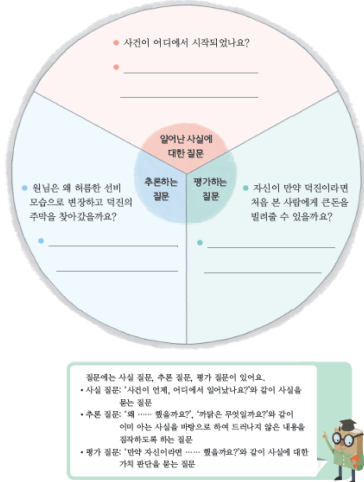 • 사건이 어디에서 시작되었나요?
•
일어난 사실에
대한 질문
추론하는
질문
평가하는
질문
• 원님은 왜 허름한 선비
모습으로 변장하고 덕진의
주막을 찾아갔을까요?
•
• 자신이 만약 덕진이라면
처음 본 사람에게 큰돈을
빌려줄 수 있을까요?
•
질문에는 사실 질문, 추론 질문, 평가 질문이 있어요.
• 사실 질문: ‘사건이 언제, 어디에서 일어났나요?’와 같이 사실을
묻는 질문
• 추론 질문: ‘왜 …… 했을까요?’, ‘까닭은 무엇일까요?’와 같이
이미 아는 사실을 바탕으로 하여 드러나지 않은 내용을
짐작하도록 하는 질문
• 평가 질문: ‘만약 자신이라면 …… 했을까요?’와 같이 사실에 대한
가치 판단을 묻는 질문